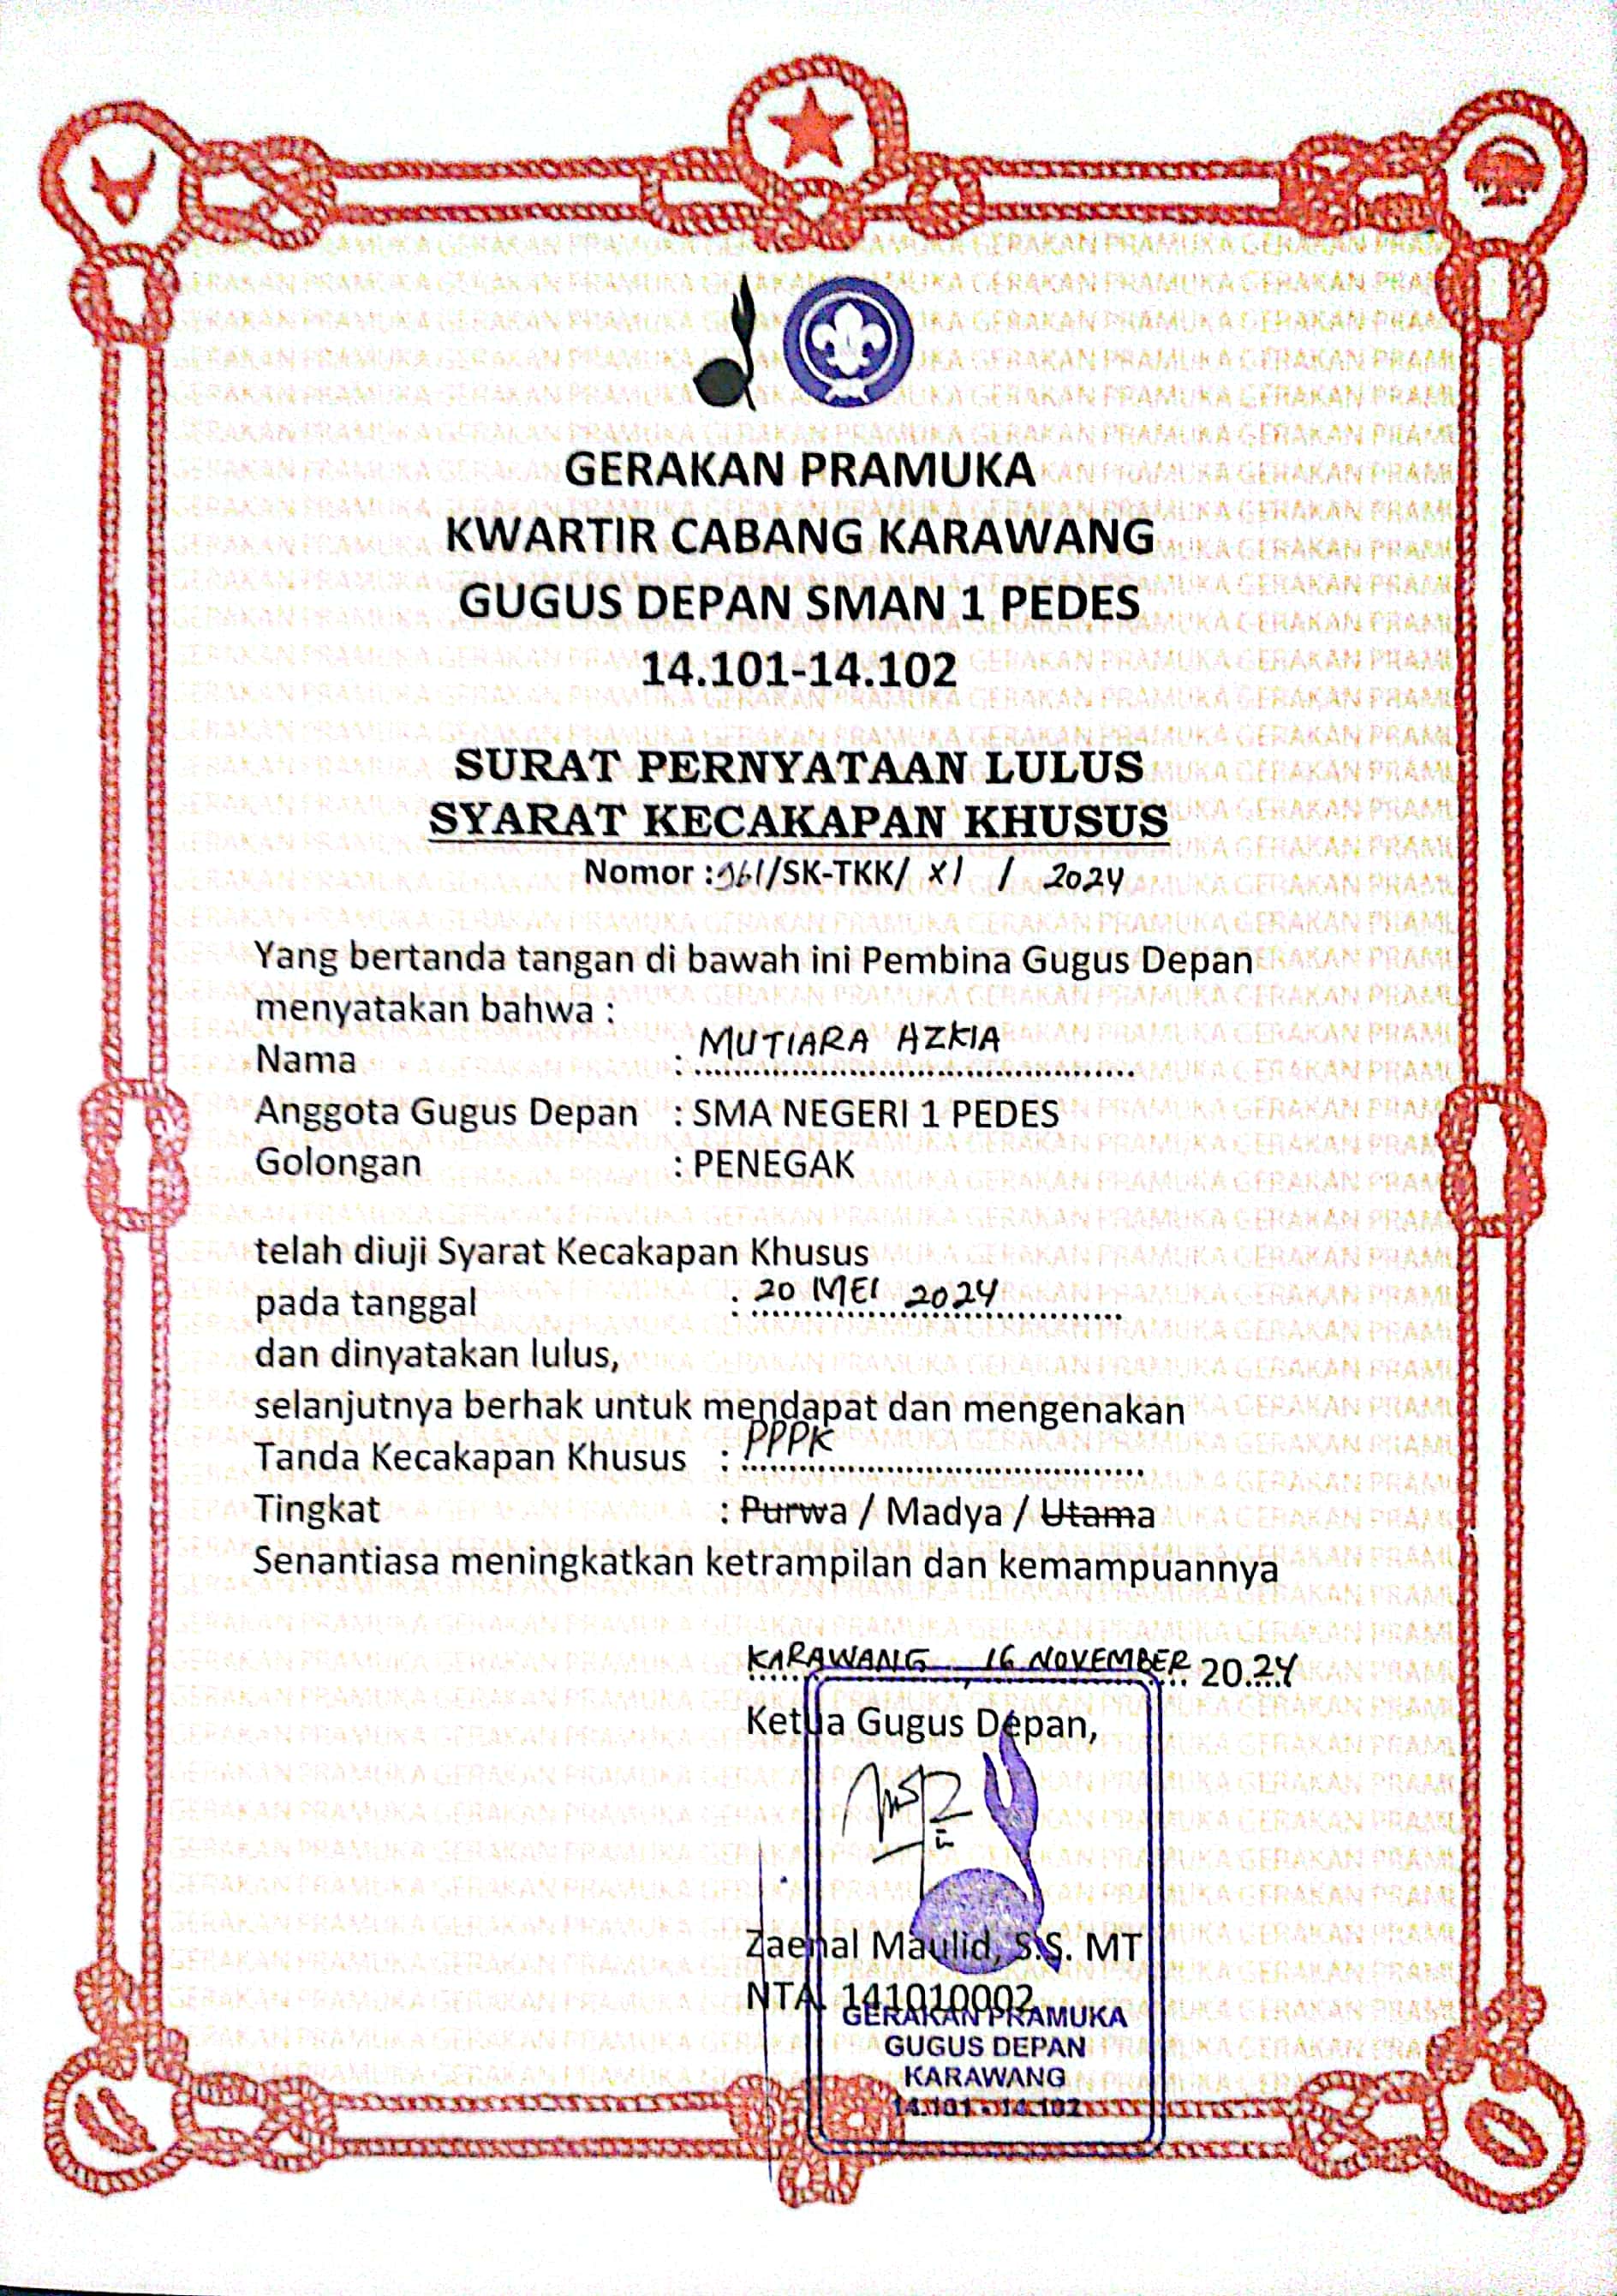 GERAKAN PRAMUKA
KWARTIR CABANG KARAWANG
GUGUS DEPAN SMAN 1 PEDES
14.101-14.102
SURAT PERNYATAAN LULUS
SYARAT KECAKAPAN KHUSUS
Nomor : /SK-TKK/ XI / 2024
Yang bertanda tangan di bawah ini Pembina Gugus Depan
menyatakan bahwa :
Nama : MUTIARA AZKIA
Anggota Gugus Depan : SMA NEGERI 1 PEDES
Golongan : PENEGAK
telah diuji Syarat Kecakapan Khusus
pada tanggal : 20 MEI 2024
dan dinyatakan lulus,
selanjutnya berhak untuk mendapat dan mengenakan
Tanda Kecakapan Khusus : PPPK
Tingkat : Purwa / Madya / Utama
Senantiasa meningkatkan ketrampilan dan kemampuannya
KARAWANG, 16 NOVEMBER 2024
Ketua Gugus Depan,
Zaenal Maulid, S.S. MT
NTA. 141010002
GERAKAN PRAMUKA
GUGUS DEPAN
KARAWANG
14.101 - 14.102